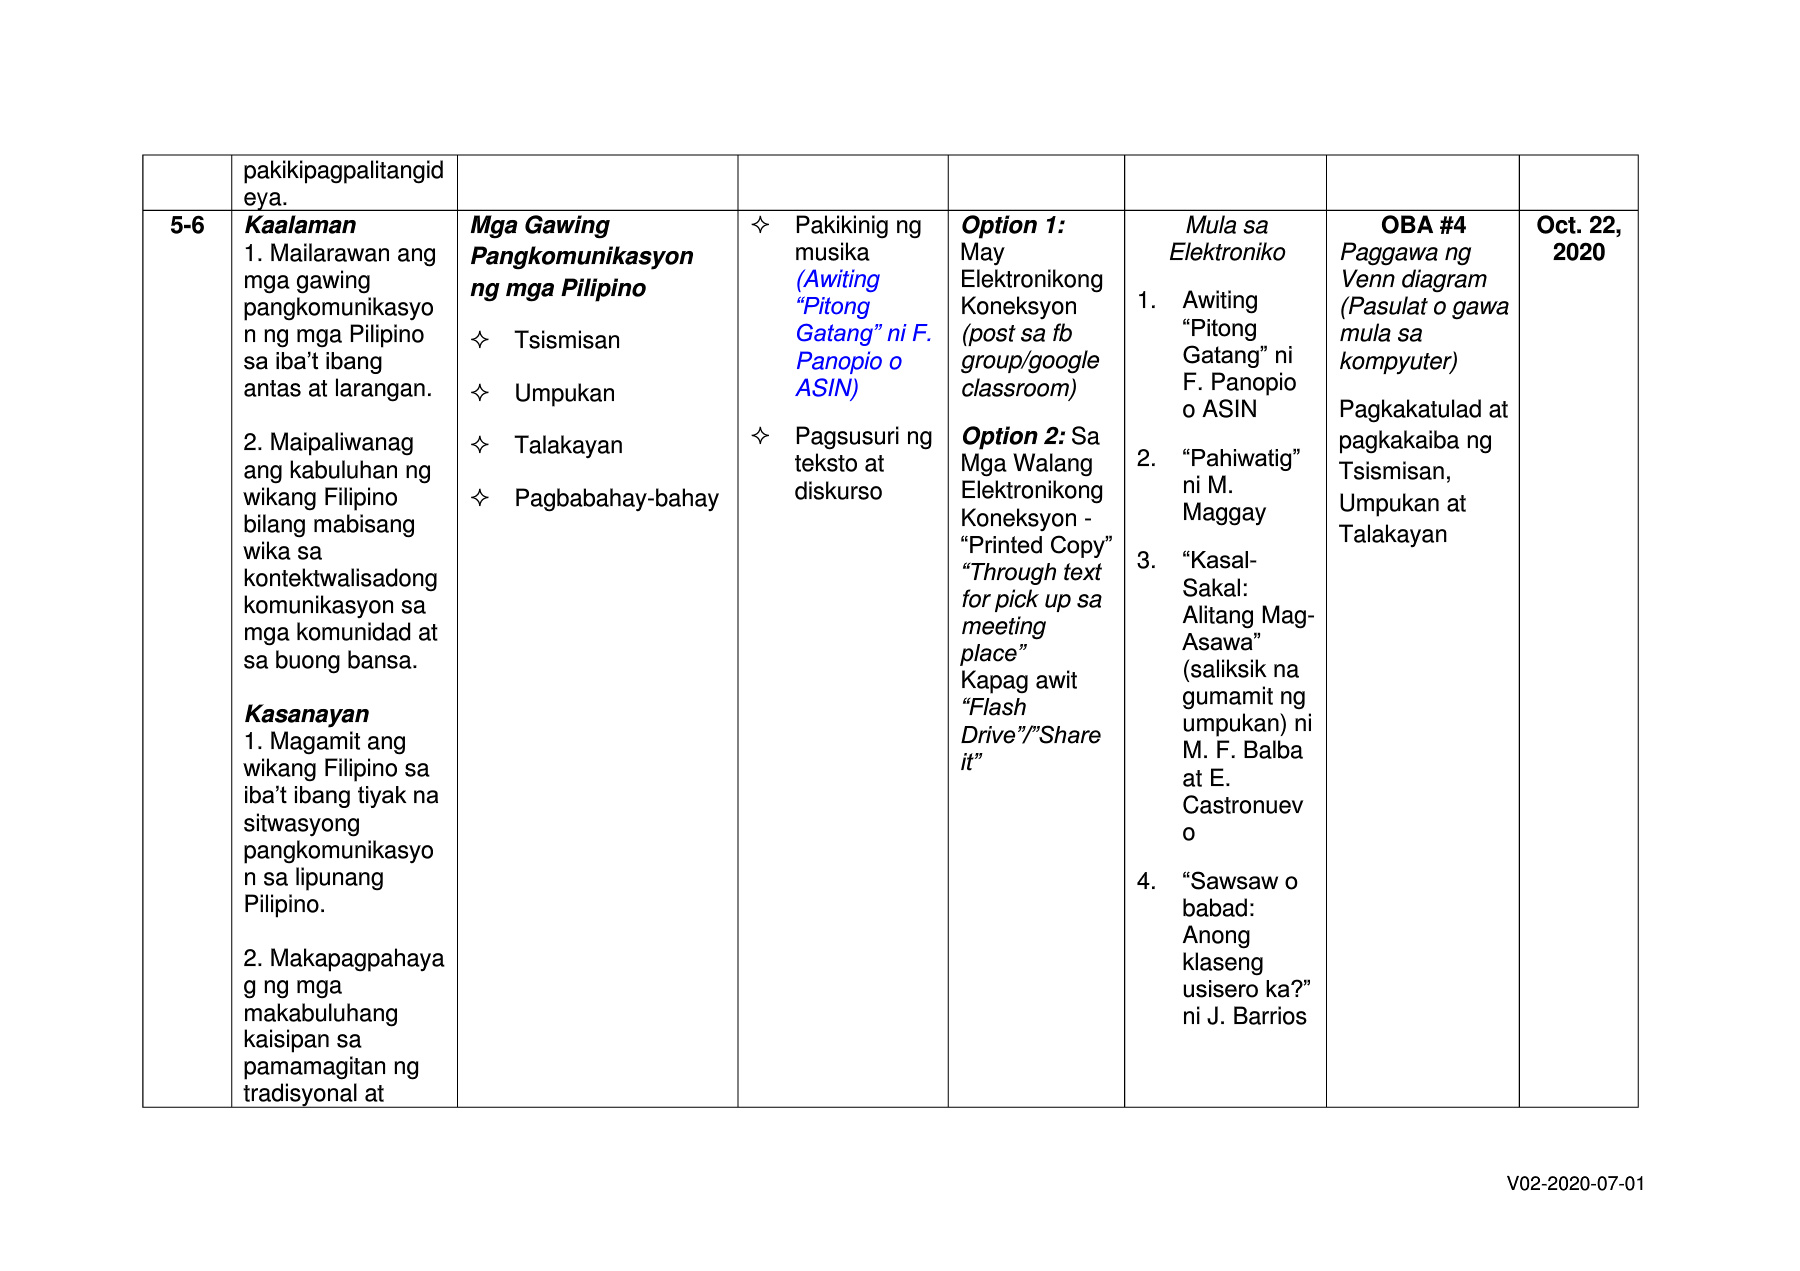 pakikipagpalitangid
eya.
5-6
Kaalaman
1. Mailarawan ang
mga gawing
pangkomunikasyo
n ng mga Pilipino
sa iba’t ibang
antas at larangan.
2. Maipaliwanag
ang kabuluhan ng
wikang Filipino
bilang mabisang
wika sa
kontektwalisadong
komunikasyon sa
mga komunidad at
sa buong bansa.
Kasanayan
1. Magamit ang
wikang Filipino sa
iba’t ibang tiyak na
sitwasyong
pangkomunikasyo
n sa lipunang
Pilipino.
2. Makapagpahaya
g ng mga
makabuluhang
kaisipan sa
pamamagitan ng
tradisyonal at
Mga Gawing
Pangkomunikasyon
ng mga Pilipino
✧ Tsismisan
✧ Umpukan
✧ Talakayan
✧ Pagbabahay-bahay
✧ Pakikinig ng
musika
(Awiting
“Pitong
Gatang” ni F.
Panopio o
ASIN)
✧ Pagsusuri ng
teksto at
diskurso
Option 1:
May
Elektronikong
Koneksyon
(post sa fb
group/google
classroom)
Option 2: Sa
Mga Walang
Elektronikong
Koneksyon -
“Printed Copy”
“Through text
for pick up sa
meeting
place”
Kapag awit
“Flash
Drive”/”Share
it”
Mula sa
Elektroniko
1. Awiting
“Pitong
Gatang” ni
F. Panopio
o ASIN
2. “Pahiwatig”
ni M.
Maggay
3. “Kasal-
Sakal:
Alitang Mag-
Asawa”
(saliksik na
gumamit ng
umpukan) ni
M. F. Balba
at E.
Castronuev
o
4. “Sawsaw o
babad:
Anong
klaseng
usisero ka?”
ni J. Barrios
OBA #4
Paggawa ng
Venn diagram
(Pasulat o gawa
mula sa
kompyuter)
Pagkakatulad at
pagkakaiba ng
Tsismisan,
Umpukan at
Talakayan
Oct. 22,
2020
V02-2020-07-01